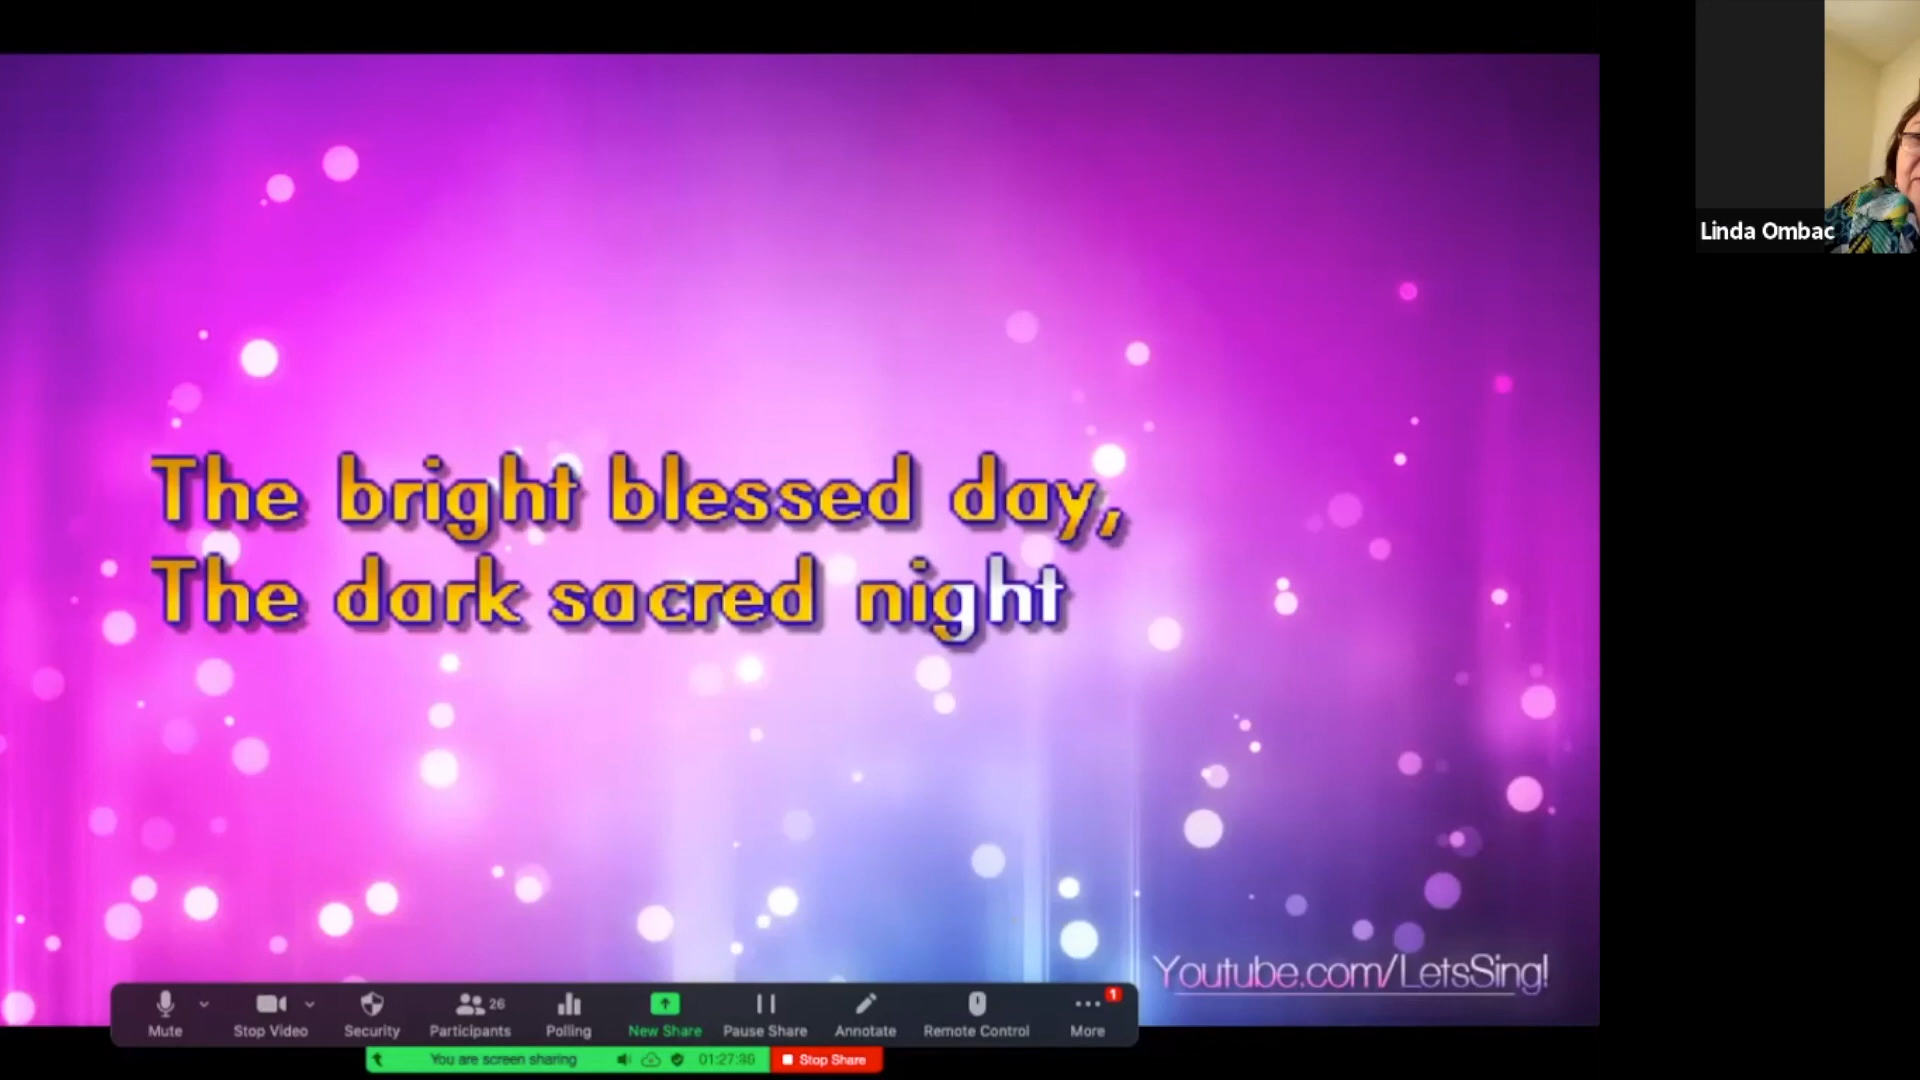 Linda Ombac
The bright blessed day,
The dark sacred night
Youtube.com/LetsSing!
26
1
Mute
Stop Video
Security
Participants
Polling
New Share
Pause Share
Annotate
Remote Control
More
You are screen sharing
01:27:36
Stop Share